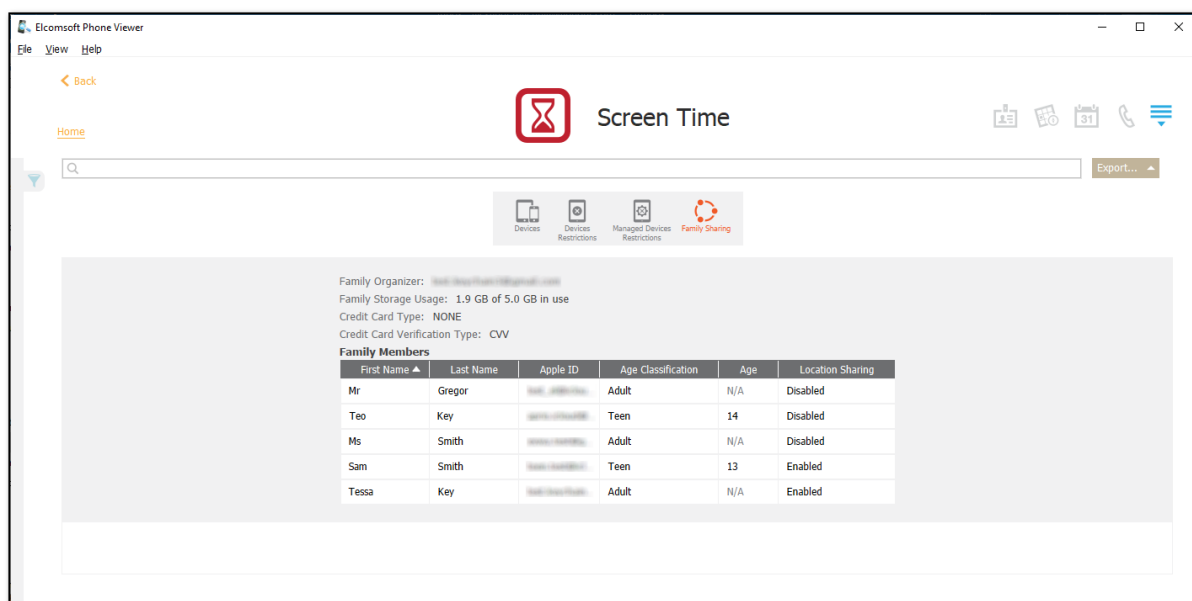 Elcomsoft Phone Viewer
File View Help
Back
Home
Screen Time
31
Export...
Devices
Devices Restrictions
Managed Devices Restrictions
Family Sharing
Family Organizer:
Family Storage Usage: 1.9 GB of 5.0 GB in use
Credit Card Type: NONE
Credit Card Verification Type: CVV
Family Members
First Name Last Name Apple ID Age Classification Age Location Sharing
Mr Gregor Adult N/A Disabled
Teo Key Teen 14 Disabled
Ms Smith Adult N/A Disabled
Sam Smith Teen 13 Enabled
Tessa Key Adult N/A Enabled